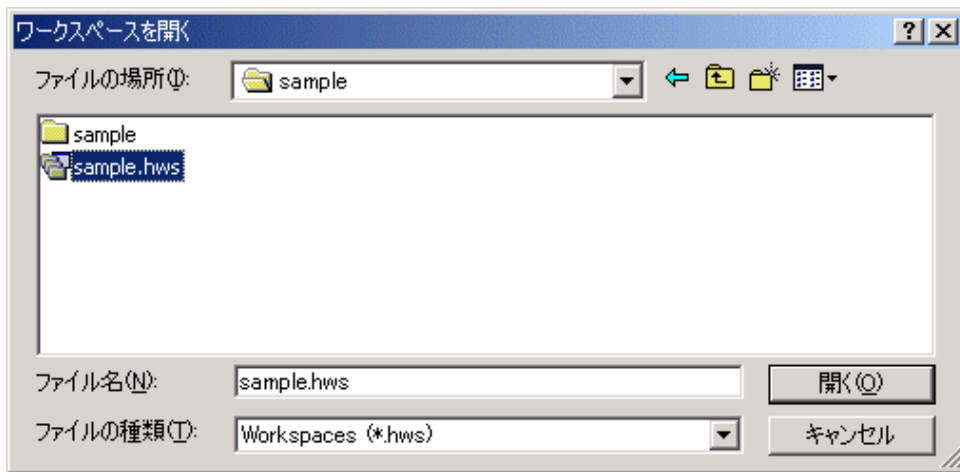 ワークスペースを開く
ファイルの場所(I): sample
sample
sample.hws
ファイル名(N): sample.hws 開く(O)
ファイルの種類(T): Workspaces (*.hws) キャンセル